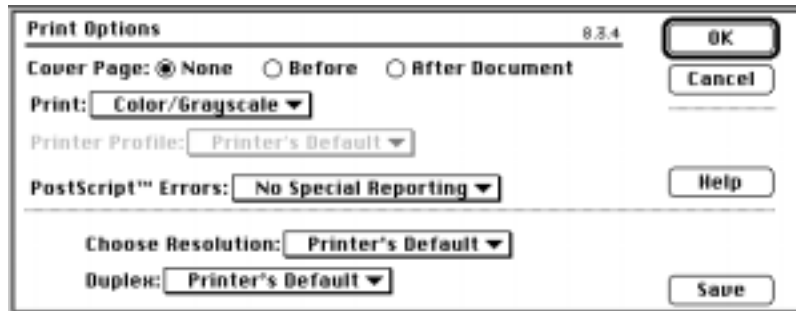 Print Options 8.3.4 OK
Cover Page: None Before After Document
Cancel
Print: Color/Grayscale
Printer Profile: Printer's Default
PostScript™ Errors: No Special Reporting Help
Choose Resolution: Printer's Default
Duplex: Printer's Default
Save